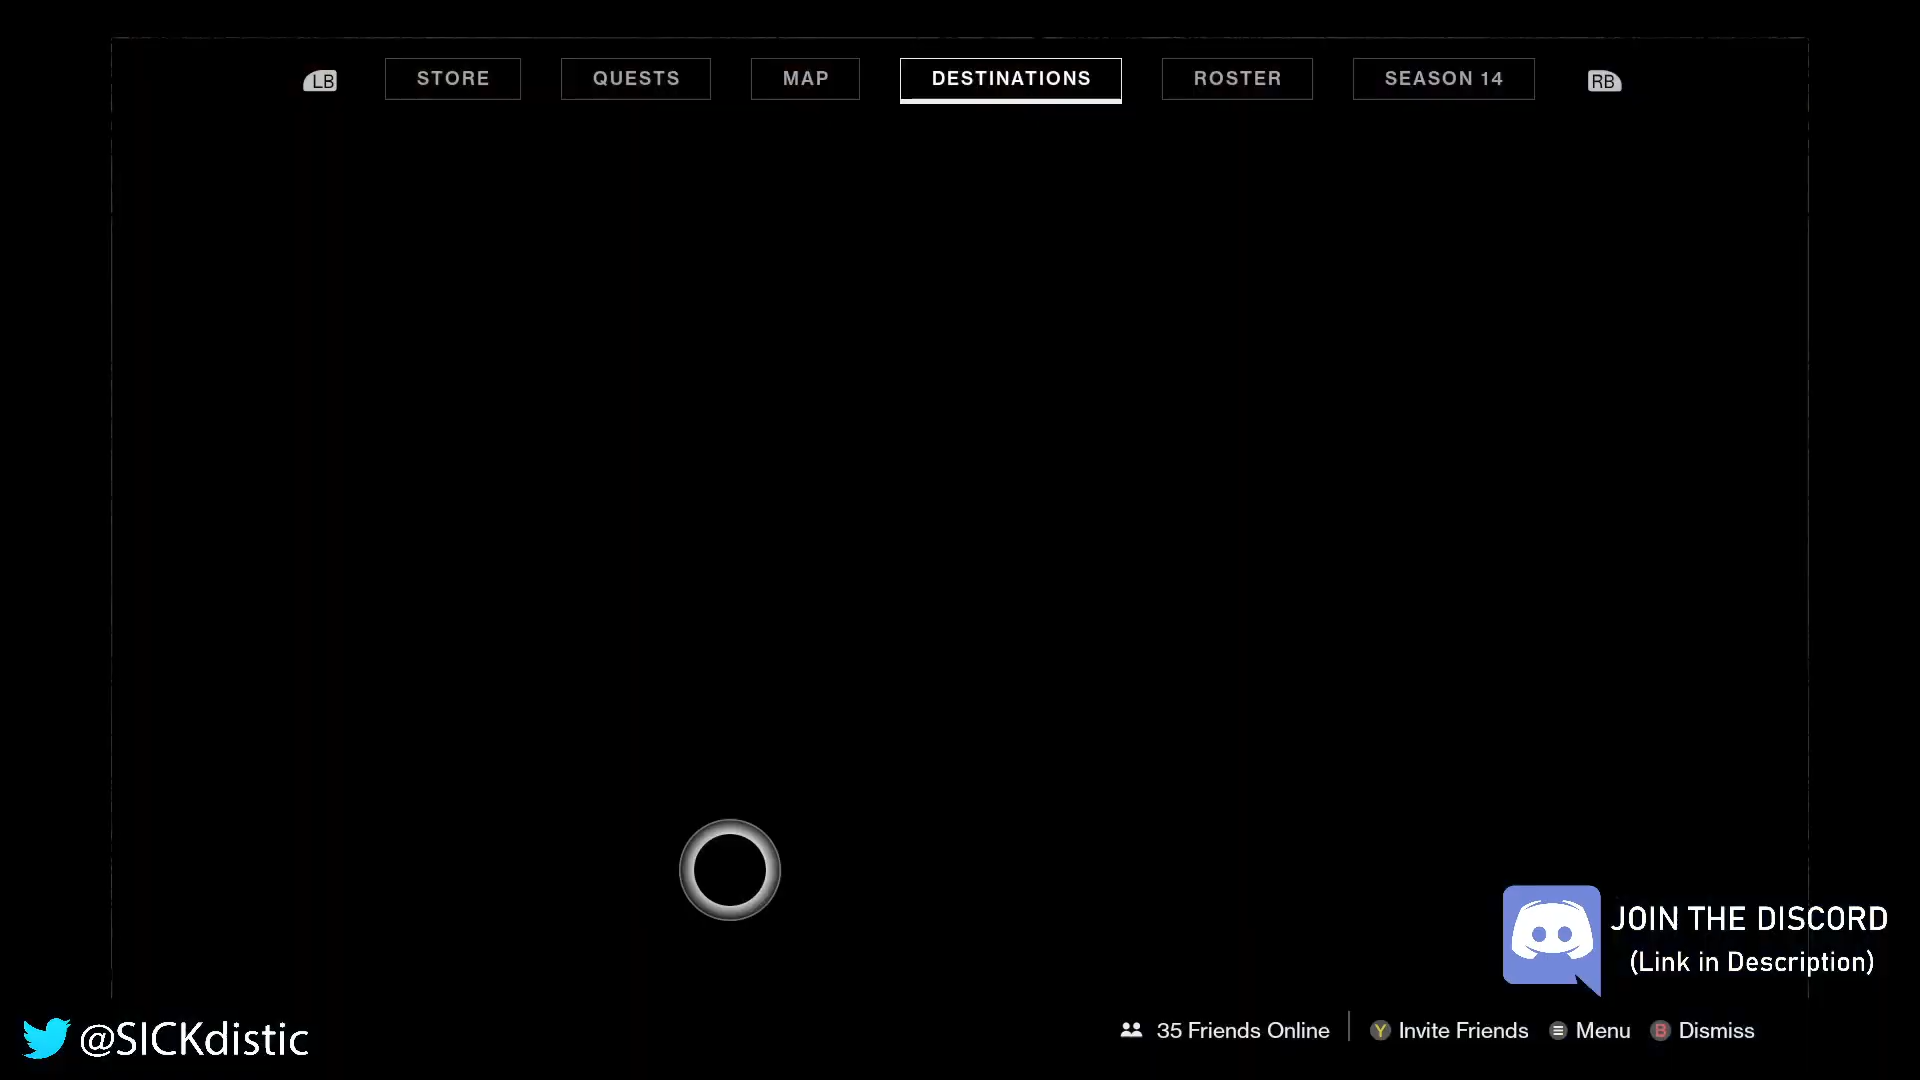 LB
STORE
QUESTS
MAP
DESTINATIONS
ROSTER
SEASON 14
RB
JOIN THE DISCORD
(Link in Description)
@SICKdistic
35 Friends Online
Y Invite Friends
Menu
B Dismiss